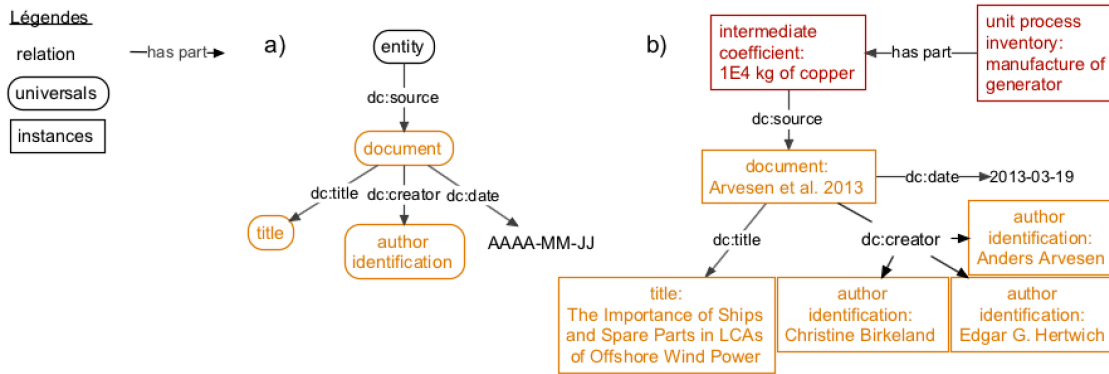 Légendes
relation
has part
universals
instances
a)
entity
dc:source
document
dc:title
dc:creator
dc:date
title
author
identification
AAAA-MM-JJ
b)
intermediate
coefficient:
1E4 kg of copper
has part
unit process
inventory:
manufacture of
generator
dc:source
document:
Arvesen et al. 2013
dc:date
2013-03-19
dc:title
dc:creator
author
identification:
Anders Arvesen
title:
The Importance of Ships
and Spare Parts in LCAs
of Offshore Wind Power
author
identification:
Christine Birkeland
author
identification:
Edgar G. Hertwich